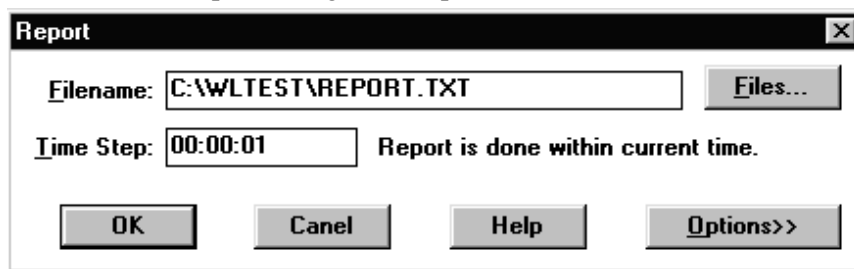 Report
Filename: C:\WLTEST\REPORT.TXT Files...
Time Step: 00:00:01 Report is done within current time.
OK Canel Help Options>>